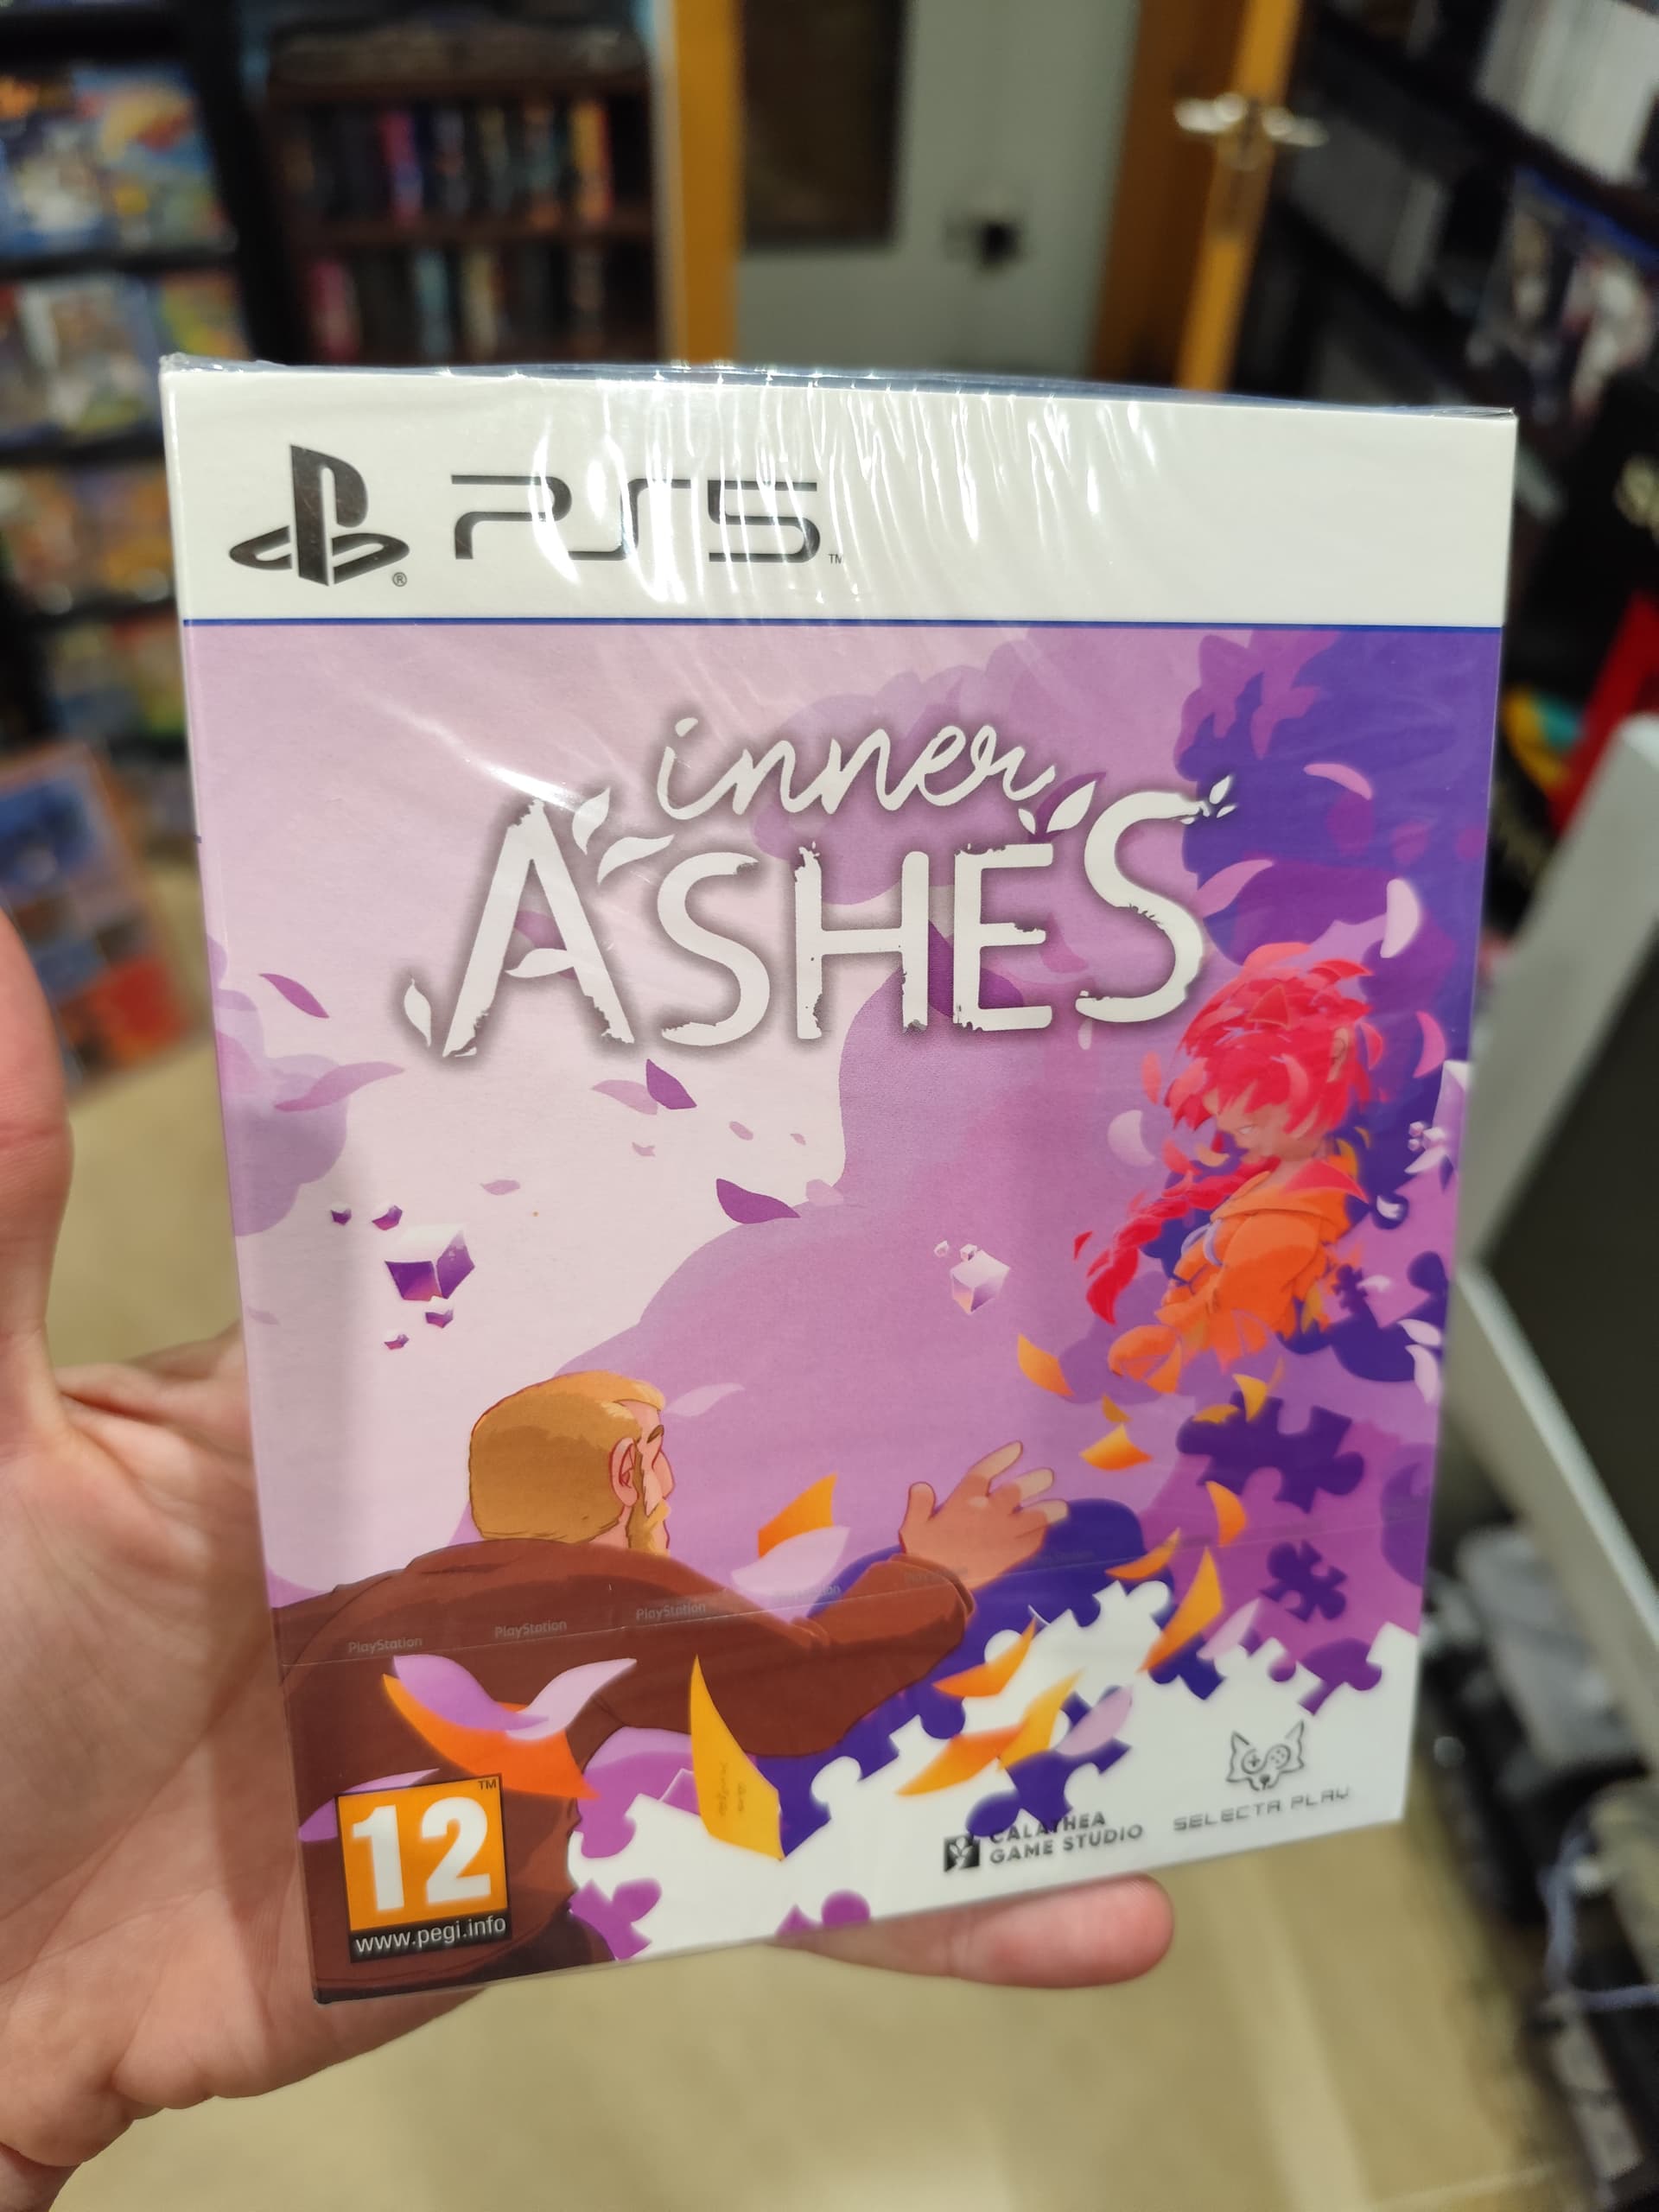 PS5
inner
ASHES
PlayStation PlayStation PlayStation
12
www.pegi.info
CALATHEA
GAME STUDIO
SELECTA PLAY